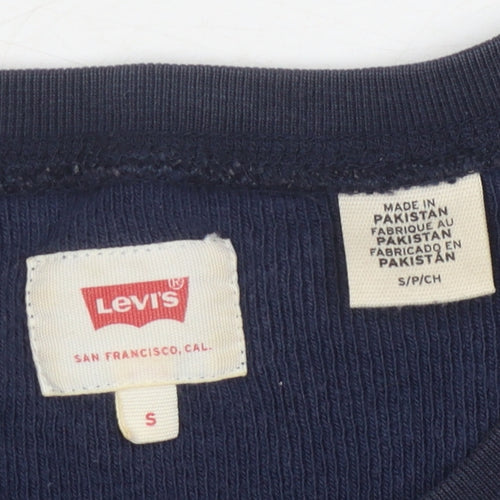 LEVI'S®
SAN FRANCISCO, CAL.
S
MADE IN
PAKISTAN
FABRIQUÉ AU
PAKISTAN
FABRICADO EN
PAKISTÁN
S/P/CH